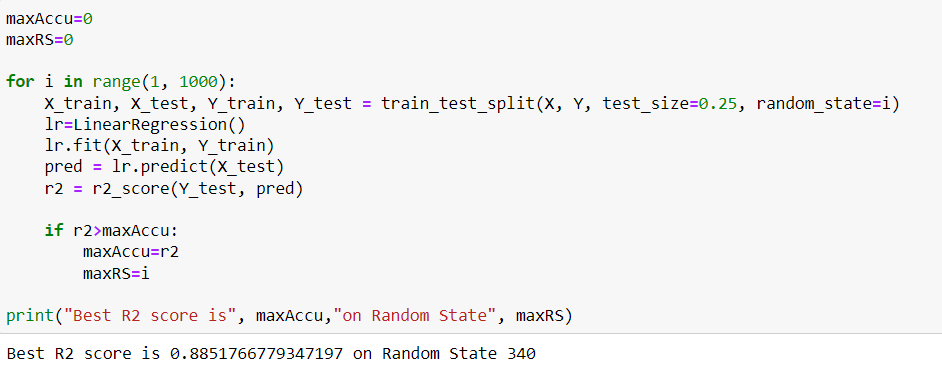 maxAccu=0
maxRS=0
for i in range(1, 1000):
    X_train, X_test, Y_train, Y_test = train_test_split(X, Y, test_size=0.25, random_state=i)
    lr=LinearRegression()
    lr.fit(X_train, Y_train)
    pred = lr.predict(X_test)
    r2 = r2_score(Y_test, pred)
    if r2>maxAccu:
        maxAccu=r2
        maxRS=i
print("Best R2 score is", maxAccu,"on Random State", maxRS)
Best R2 score is 0.8851766779347197 on Random State 340